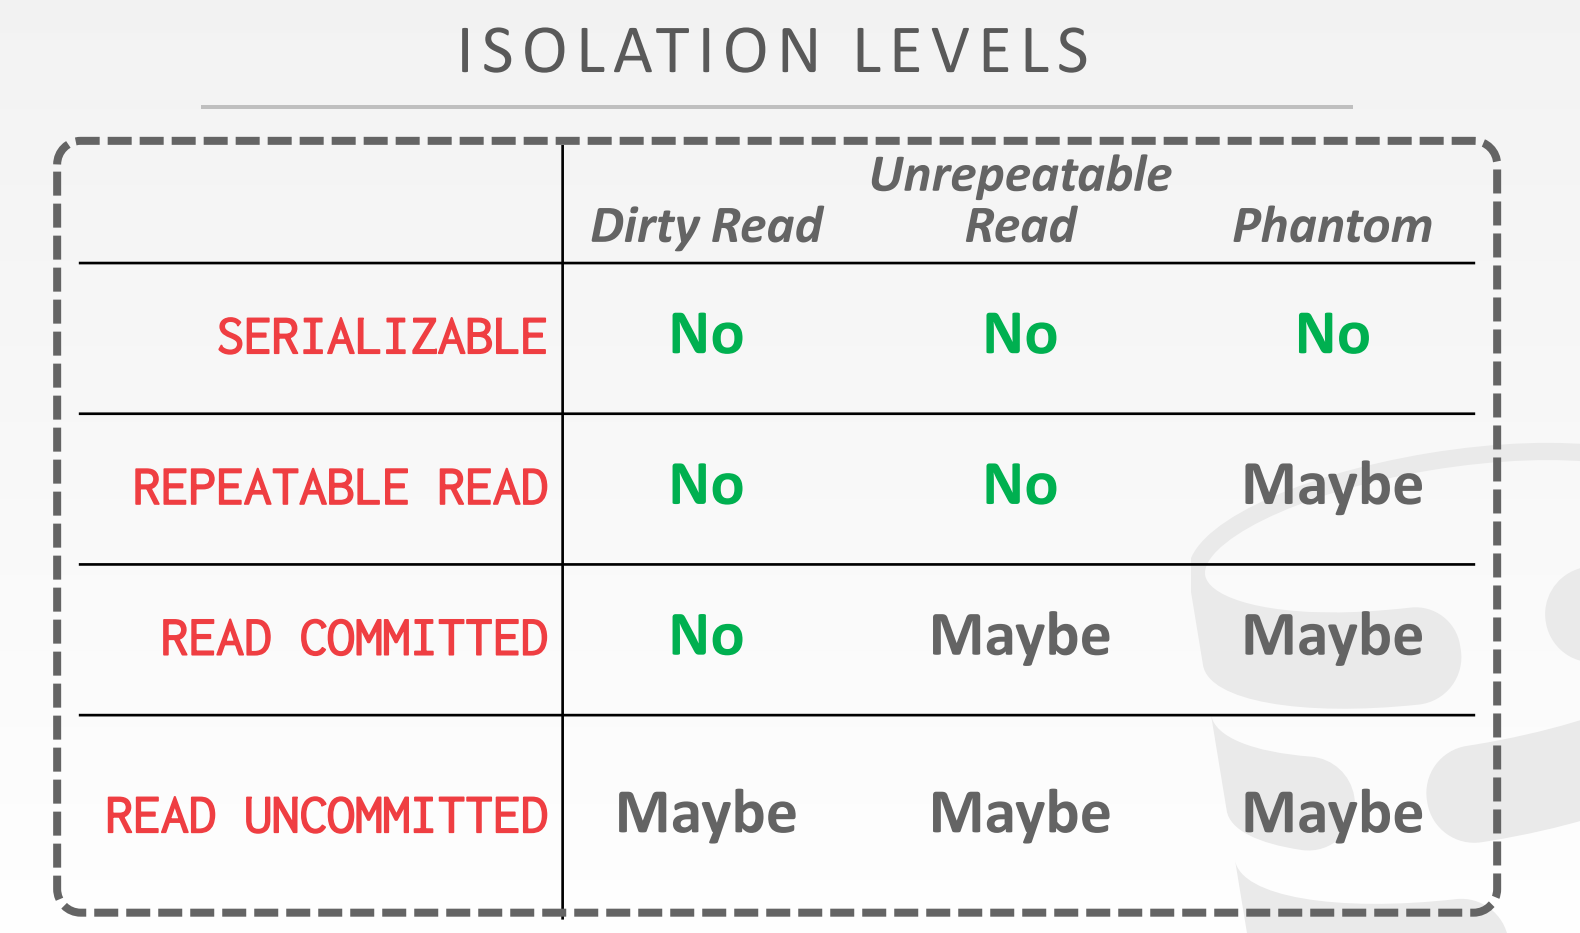 ISOLATION LEVELS
Dirty Read Unrepeatable Read Phantom
SERIALIZABLE No No No
REPEATABLE READ No No Maybe
READ COMMITTED No Maybe Maybe
READ UNCOMMITTED Maybe Maybe Maybe